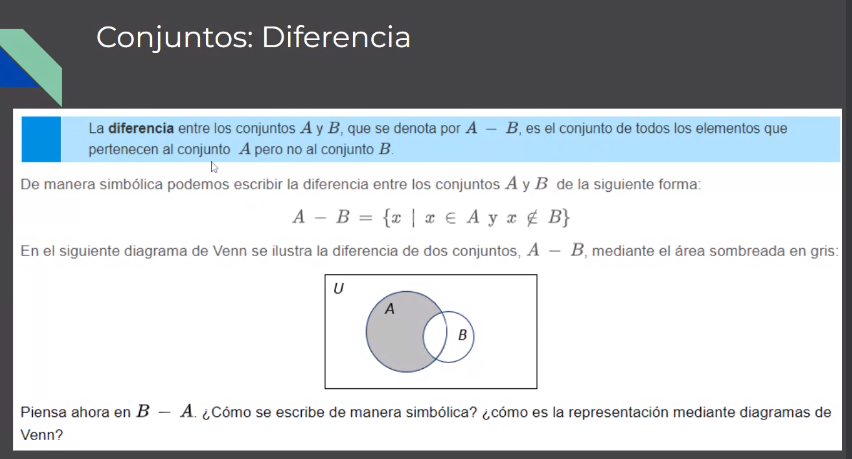 Conjuntos: Diferencia
La diferencia entre los conjuntos A y B, que se denota por A − B, es el conjunto de todos los elementos que
pertenecen al conjunto A pero no al conjunto B.
De manera simbólica podemos escribir la diferencia entre los conjuntos A y B de la siguiente forma:
A − B = {x | x ∈ A y x ∉ B}
En el siguiente diagrama de Venn se ilustra la diferencia de dos conjuntos, A − B, mediante el área sombreada en gris:
U
A
B
Piensa ahora en B − A. ¿Cómo se escribe de manera simbólica? ¿cómo es la representación mediante diagramas de
Venn?